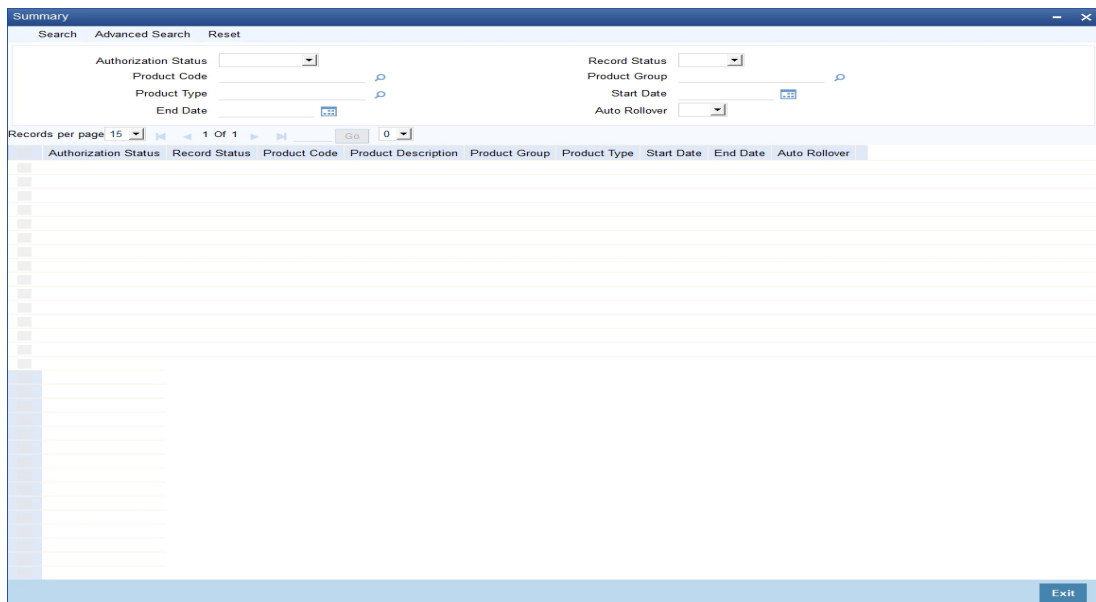 Summary
Search Advanced Search Reset
Authorization Status Record Status
Product Code Product Group
Product Type Start Date
End Date Auto Rollover
Records per page 15 1 Of 1 Go 0
Authorization Status Record Status Product Code Product Description Product Group Product Type Start Date End Date Auto Rollover
Exit